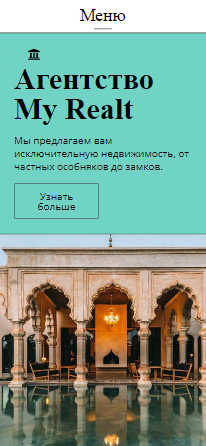 Меню
Агентство
My Realt
Мы предлагаем вам
исключительную недвижимость, от
частных особняков до замков.
Узнать
больше